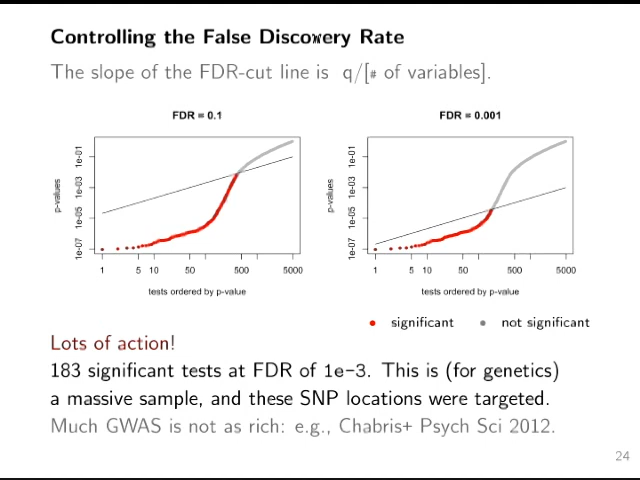 Controlling the False Discovery Rate
The slope of the FDR-cut line is q/[# of variables].
FDR = 0.1
p-values
1e-01
1e-03
1e-05
1e-07
1 5 10 50 500 5000
tests ordered by p-value
FDR = 0.001
p-values
1e-01
1e-03
1e-05
1e-07
1 5 10 50 500 5000
tests ordered by p-value
significant not significant
Lots of action!
183 significant tests at FDR of 1e-3. This is (for genetics)
a massive sample, and these SNP locations were targeted.
Much GWAS is not as rich: e.g., Chabris+ Psych Sci 2012.
24